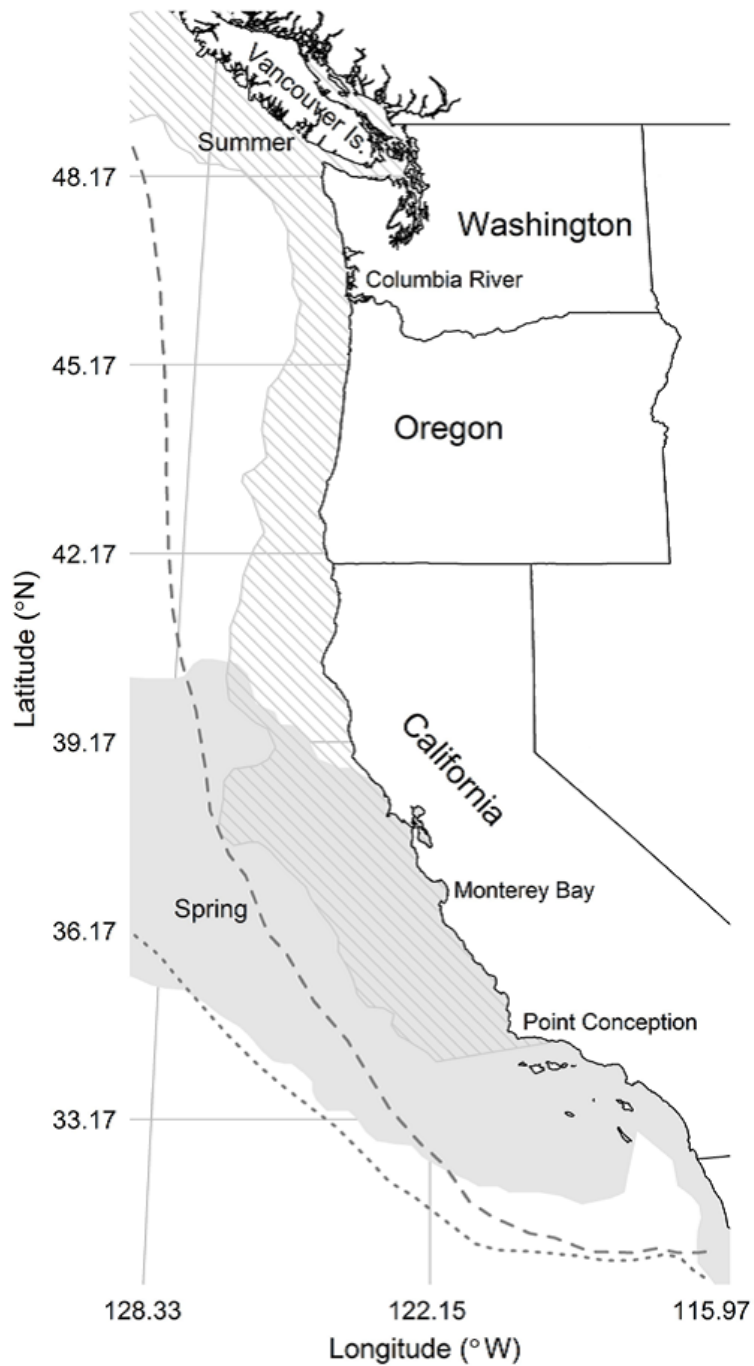 Vancouver Is.
Summer
48.17
Washington
Columbia River
45.17
Oregon
42.17
Latitude (°N)
39.17
California
Monterey Bay
Spring
36.17
Point Conception
33.17
128.33
122.15
115.97
Longitude (°W)